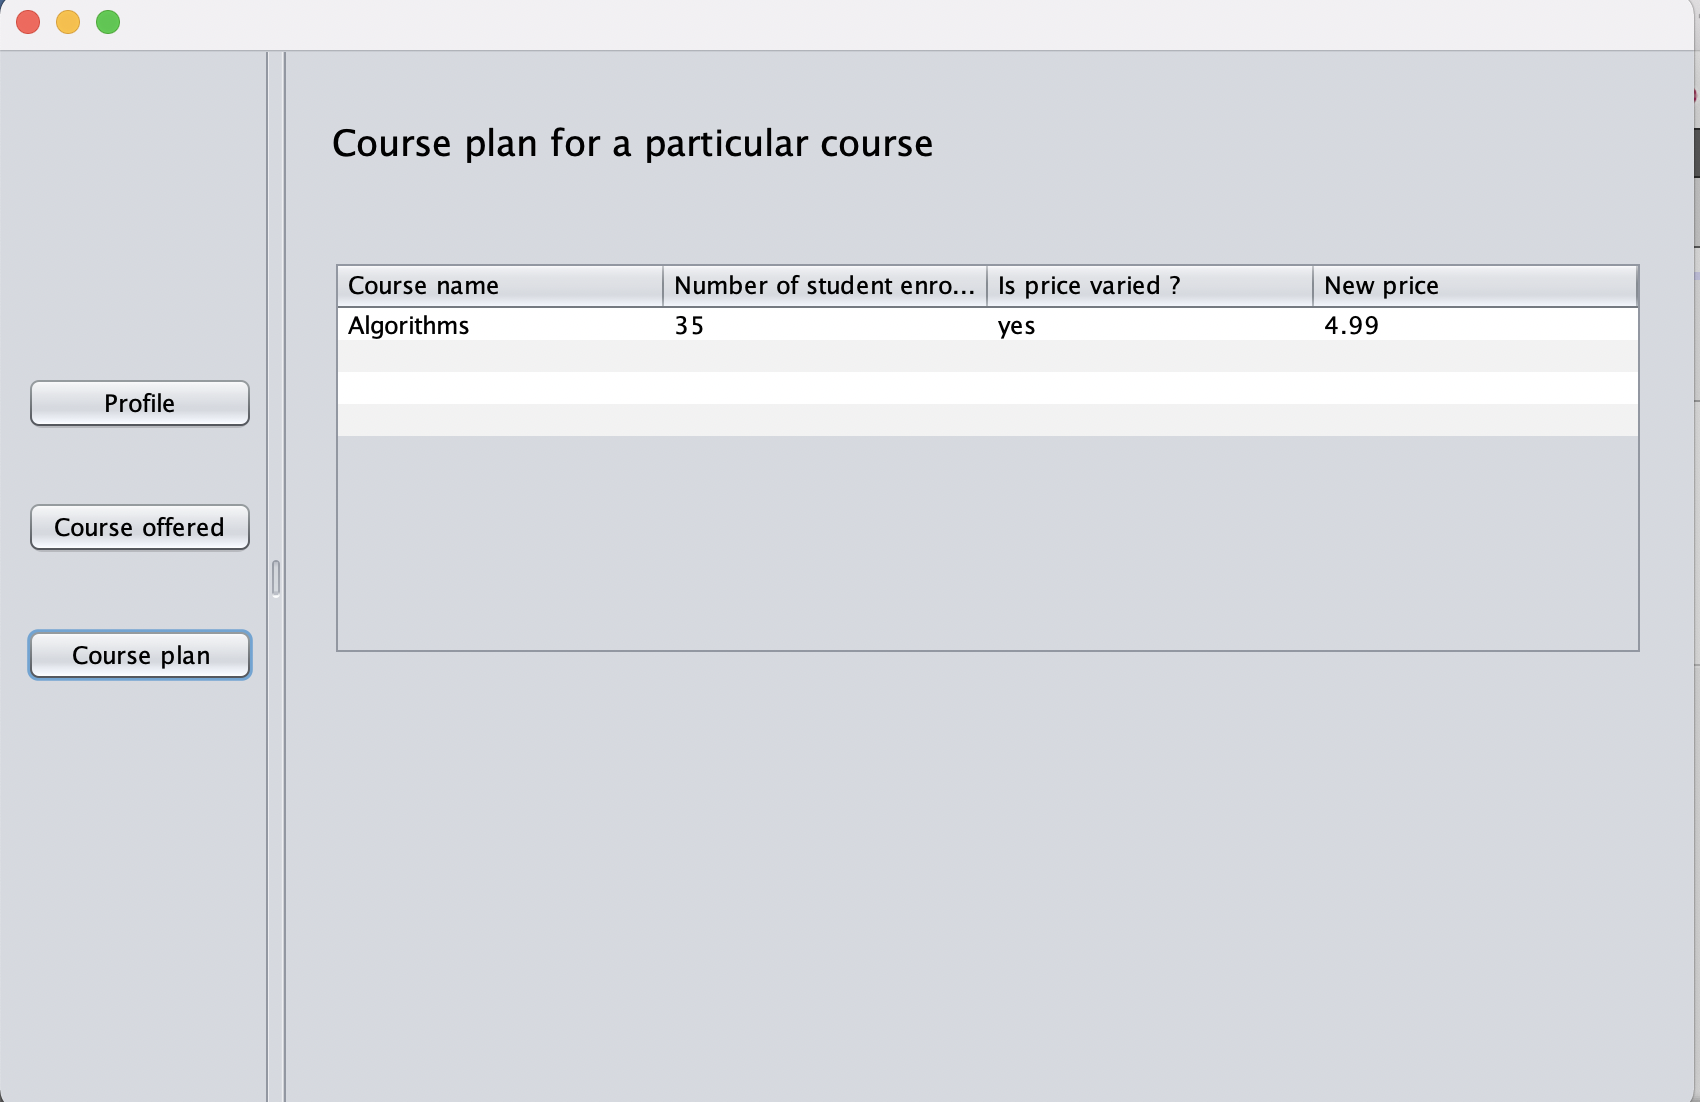 Course plan for a particular course
Course name Number of student enro... Is price varied ? New price
Algorithms 35 yes 4.99
Profile
Course offered
Course plan